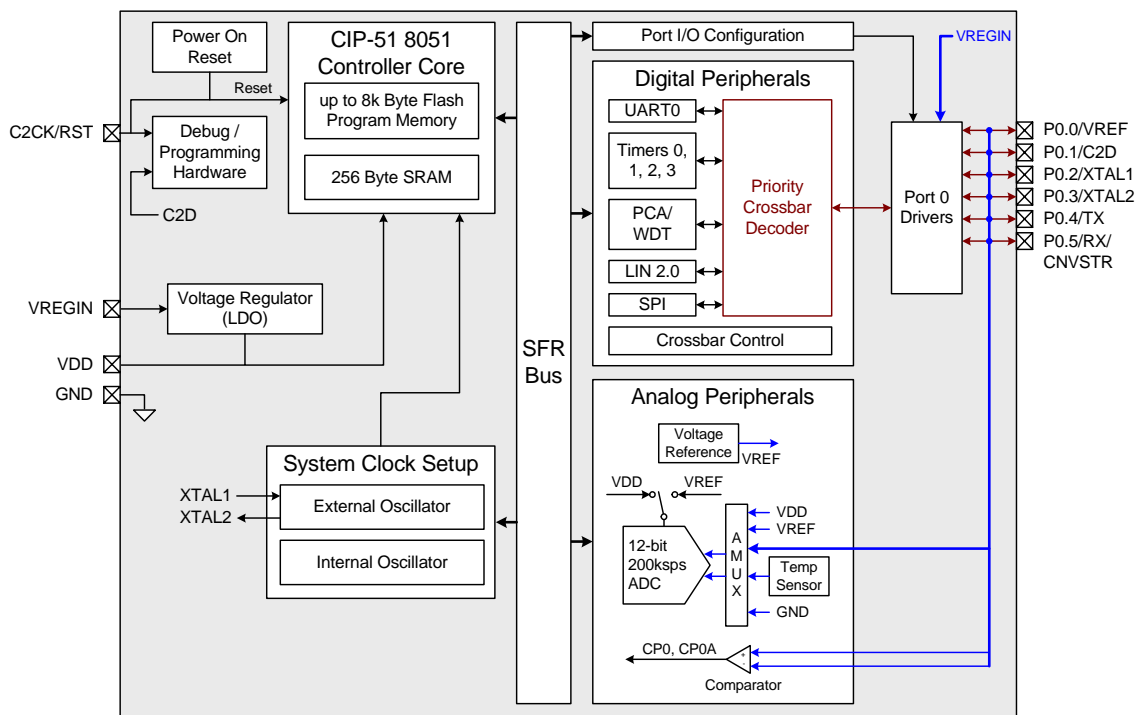 Power On
Reset
Reset
C2CK/RST
Debug /
Programming
Hardware
C2D
CIP-51 8051
Controller Core
up to 8k Byte Flash
Program Memory
256 Byte SRAM
VREGIN
Voltage Regulator
(LDO)
VDD
GND
System Clock Setup
XTAL1
XTAL2
External Oscillator
Internal Oscillator
SFR
Bus
Port I/O Configuration
Digital Peripherals
UART0
Timers 0,
1, 2, 3
PCA/
WDT
LIN 2.0
SPI
Priority
Crossbar
Decoder
Crossbar Control
VREGIN
Port 0
Drivers
P0.0/VREF
P0.1/C2D
P0.2/XTAL1
P0.3/XTAL2
P0.4/TX
P0.5/RX/
CNVSTR
Analog Peripherals
Voltage
Reference
VREF
VDD
VREF
12-bit
200ksps
ADC
A
M
U
X
VDD
VREF
Temp
Sensor
GND
CP0, CP0A
+
-
Comparator